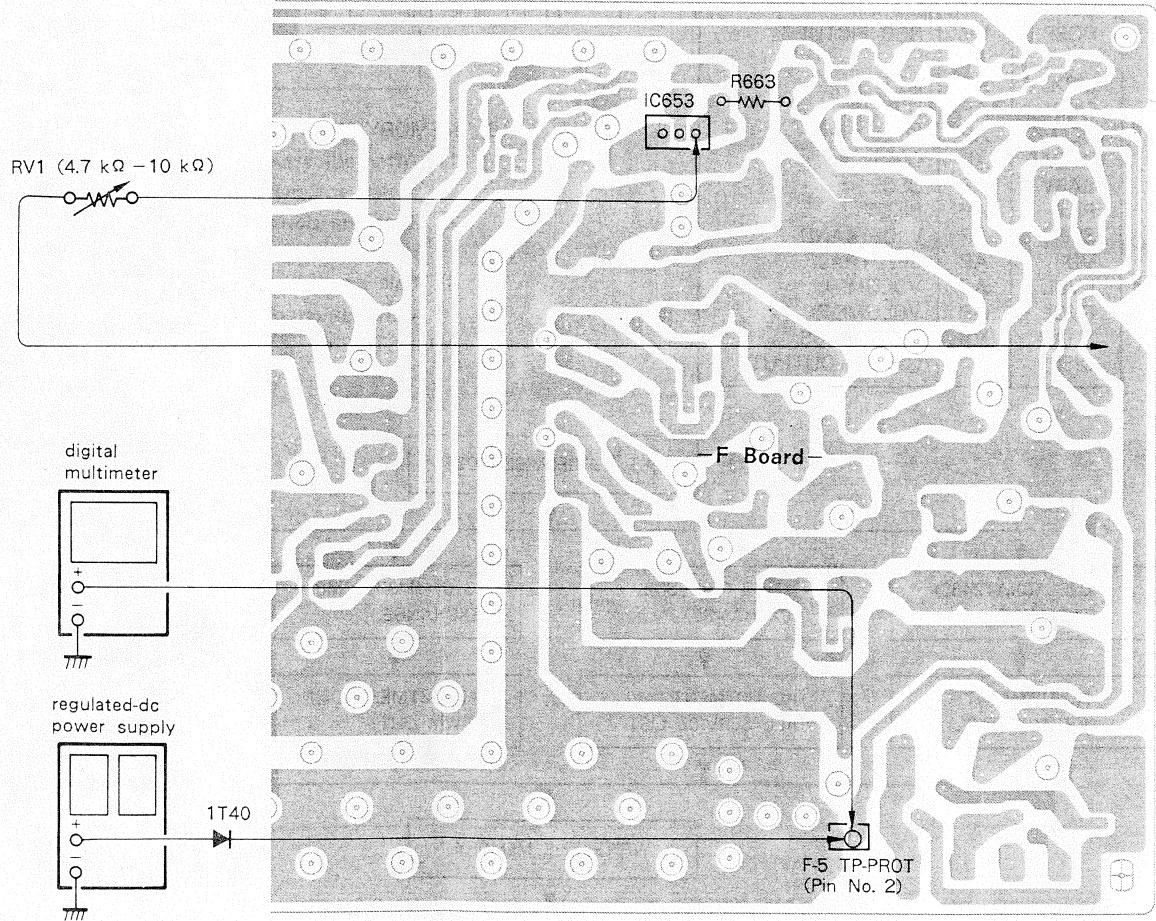 R663
IC653
RV1 (4.7 kΩ – 10 kΩ)
digital
multimeter
–F Board–
+
–
regulated-dc
power supply
+
–
1T40
F-5 TP-PROT
(Pin No. 2)